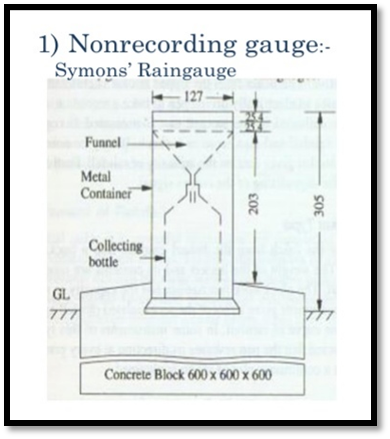 1) Nonrecording gauge:-
Symons' Raingauge
127
25.4
25.4
Funnel
Metal
Container
203
305
Collecting
bottle
GL
Concrete Block 600 x 600 x 600